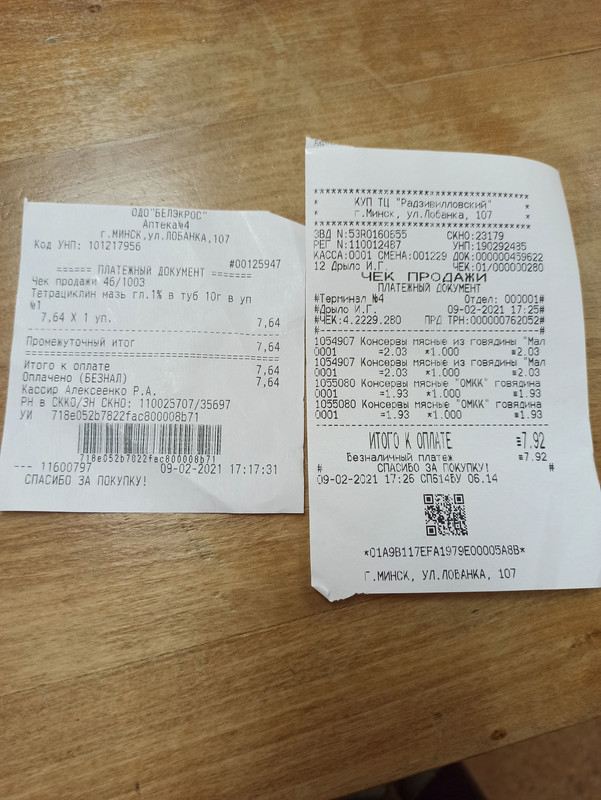 ОДО"БЕЛЭКРОС"
Аптека№4
г.МИНСК,ул.ЛОБАНКА,107
Код УНП: 101217956
#00125947
====== ПЛАТЕЖНЫЙ ДОКУМЕНТ =======
Чек продажи 46/1003
Тетрациклин мазь гл.1% в туб 10г в уп
№1
7,64 X 1 уп. 7,64
Промежуточный итог 7,64
Итого к оплате 7,64
Оплачено (БЕЗНАЛ) 7,64
Кассир Алексеенко Р.А.
РН в СККО/ЗН СКНО: 110025707/35697
УИ 718e052b7822fac800008b71
718e052b7822fac800008b71
--- 11600797 09-02-2021 17:17:31
СПАСИБО ЗА ПОКУПКУ!
* КУП ТЦ "Радзивилловский" *
* г.Минск, ул.Лобанка, 107 *
ЗВД N:53R0160655 СКНО:23179
РЕГ N:110012487 УНП:190292435
КАССА:0001 СМЕНА:001229 ДОК:000000459622
12 Дрыло И.Г. ЧЕК:01/000000280
ЧЕК ПРОДАЖИ
ПЛАТЕЖНЫЙ ДОКУМЕНТ
#Терминал №4 Отдел: 000001#
#Дрыло И.Г. 09-02-2021 17:25#
#ЧЕК:4.2229.280 ПРД ТРН:000000762052#
1054907 Консервы мясные из говядины "Мал
0001 =2.03 *1.000 =2.03
1054907 Консервы мясные из говядины "Мал
0001 =2.03 *1.000 =2.03
1055080 Консервы мясные "ОМКК" говядина
0001 =1.93 *1.000 =1.93
1055080 Консервы мясные "ОМКК" говядина
0001 =1.93 *1.000 =1.93
ИТОГО К ОПЛАТЕ =7.92
Безналичный платеж =7.92
# СПАСИБО ЗА ПОКУПКУ! #
09-02-2021 17:26 СПБ14БУ 06.14
*01A9B117EFA1979E00005A8B*
Г.МИНСК, УЛ.ЛОБАНКА, 107